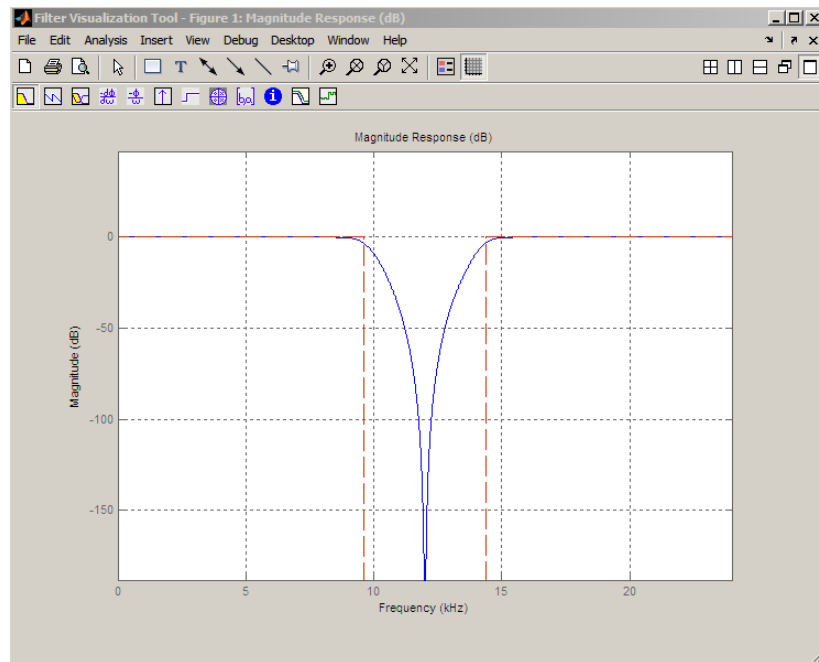 Filter Visualization Tool - Figure 1: Magnitude Response (dB)
File Edit Analysis Insert View Debug Desktop Window Help
T
Magnitude Response (dB)
0
-50
-100
-150
Magnitude (dB)
0 5 10 15 20
Frequency (kHz)